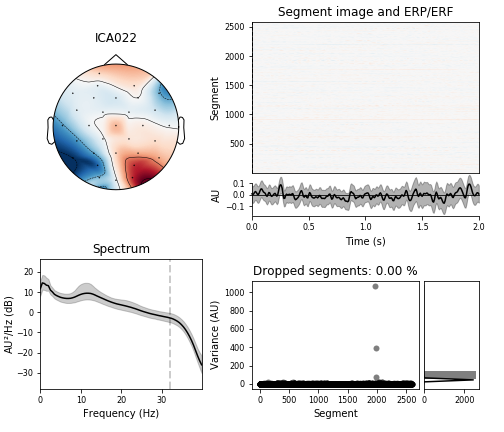 ICA022
Segment image and ERP/ERF
2500
2000
1500
1000
500
Segment
0.1
0.0
−0.1
AU
0.0 0.5 1.0 1.5 2.0
Time (s)
Spectrum
20
10
0
−10
−20
−30
AU²/Hz (dB)
0 10 20 30
Frequency (Hz)
Dropped segments: 0.00 %
1000
800
600
400
200
0
Variance (AU)
0 500 1000 1500 2000 2500
Segment
0 2000